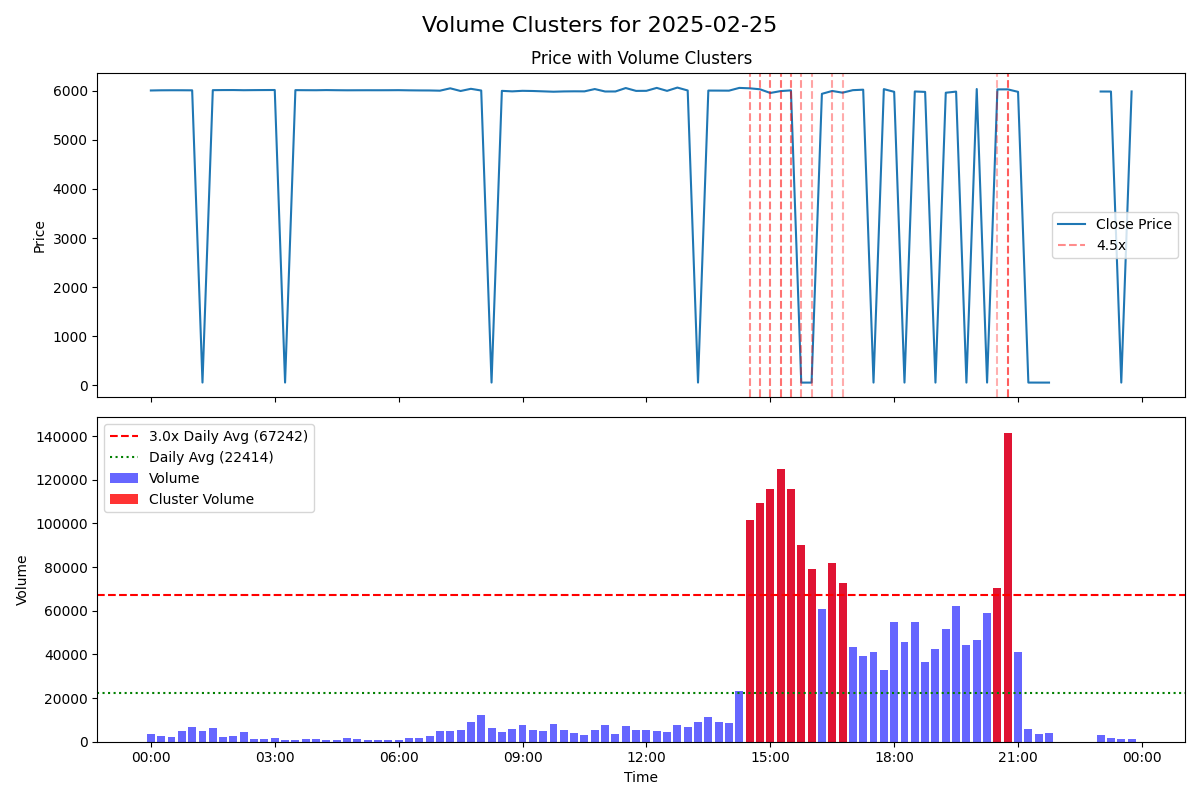 Volume Clusters for 2025-02-25
Price with Volume Clusters
Price
6000
5000
4000
3000
2000
1000
0
Close Price
4.5x
Volume
140000
120000
100000
80000
60000
40000
20000
0
3.0x Daily Avg (67242)
Daily Avg (22414)
Volume
Cluster Volume
00:00 03:00 06:00 09:00 12:00 15:00 18:00 21:00 00:00
Time